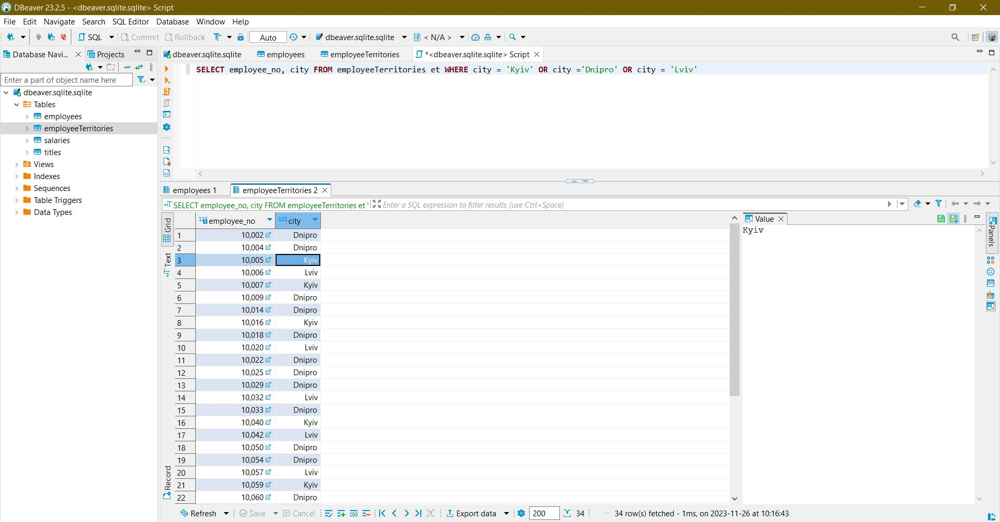 DBeaver 23.2.5 - <dbeaver.sqlite.sqlite> Script
File Edit Navigate Search SQL Editor Database Window Help
SQL Commit Rollback Auto dbeaver.sqlite.sqlite < N/A >
Database Navi... Projects
dbeaver.sqlite.sqlite employees employeeTerritories *<dbeaver.sqlite.sqlite> Script
Enter a part of object name here
dbeaver.sqlite.sqlite
Tables
employees
employeeTerritories
salaries
titles
Views
Indexes
Sequences
Table Triggers
Data Types
SELECT employee_no, city FROM employeeTerritories et WHERE city = 'Kyiv' OR city ='Dnipro' OR city = 'Lviv'
employees 1 employeeTerritories 2
SELECT employee_no, city FROM employeeTerritories et Enter a SQL expression to filter results (use Ctrl+Space)
Grid
Text
Record
123 employee_no 123 city
1 10,002 Dnipro
2 10,004 Dnipro
3 10,005 Kyiv
4 10,006 Lviv
5 10,007 Kyiv
6 10,009 Dnipro
7 10,014 Dnipro
8 10,016 Kyiv
9 10,018 Dnipro
10 10,020 Lviv
11 10,022 Dnipro
12 10,025 Dnipro
13 10,029 Dnipro
14 10,032 Lviv
15 10,033 Dnipro
16 10,040 Kyiv
17 10,042 Lviv
18 10,050 Dnipro
19 10,054 Dnipro
20 10,057 Lviv
21 10,059 Kyiv
22 10,060 Dnipro
Value
Kyiv
Panels
Refresh Save Cancel Export data 200 34 34 row(s) fetched - 1ms, on 2023-11-26 at 10:16:43